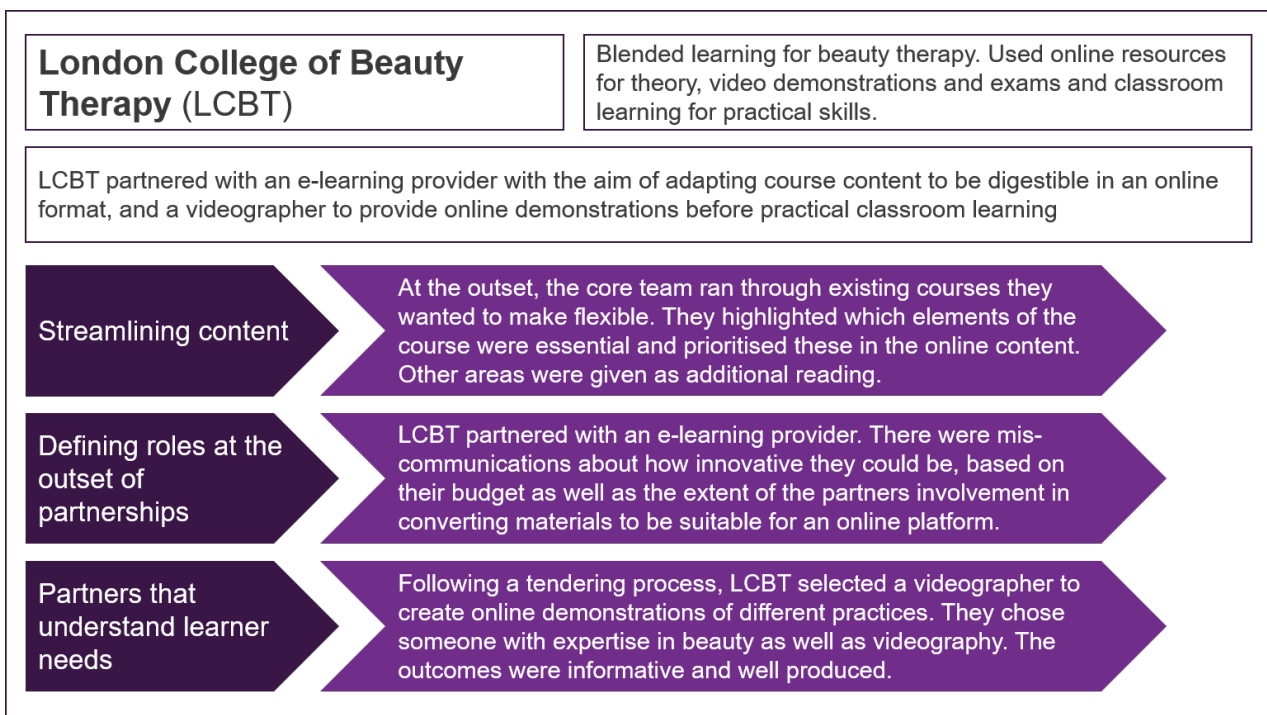 London College of Beauty
Therapy (LCBT)
Blended learning for beauty therapy. Used online resources
for theory, video demonstrations and exams and classroom
learning for practical skills.
LCBT partnered with an e-learning provider with the aim of adapting course content to be digestible in an online
format, and a videographer to provide online demonstrations before practical classroom learning
Streamlining content
At the outset, the core team ran through existing courses they
wanted to make flexible. They highlighted which elements of the
course were essential and prioritised these in the online content.
Other areas were given as additional reading.
Defining roles at the
outset of
partnerships
LCBT partnered with an e-learning provider. There were mis-
communications about how innovative they could be, based on
their budget as well as the extent of the partners involvement in
converting materials to be suitable for an online platform.
Partners that
understand learner
needs
Following a tendering process, LCBT selected a videographer to
create online demonstrations of different practices. They chose
someone with expertise in beauty as well as videography. The
outcomes were informative and well produced.